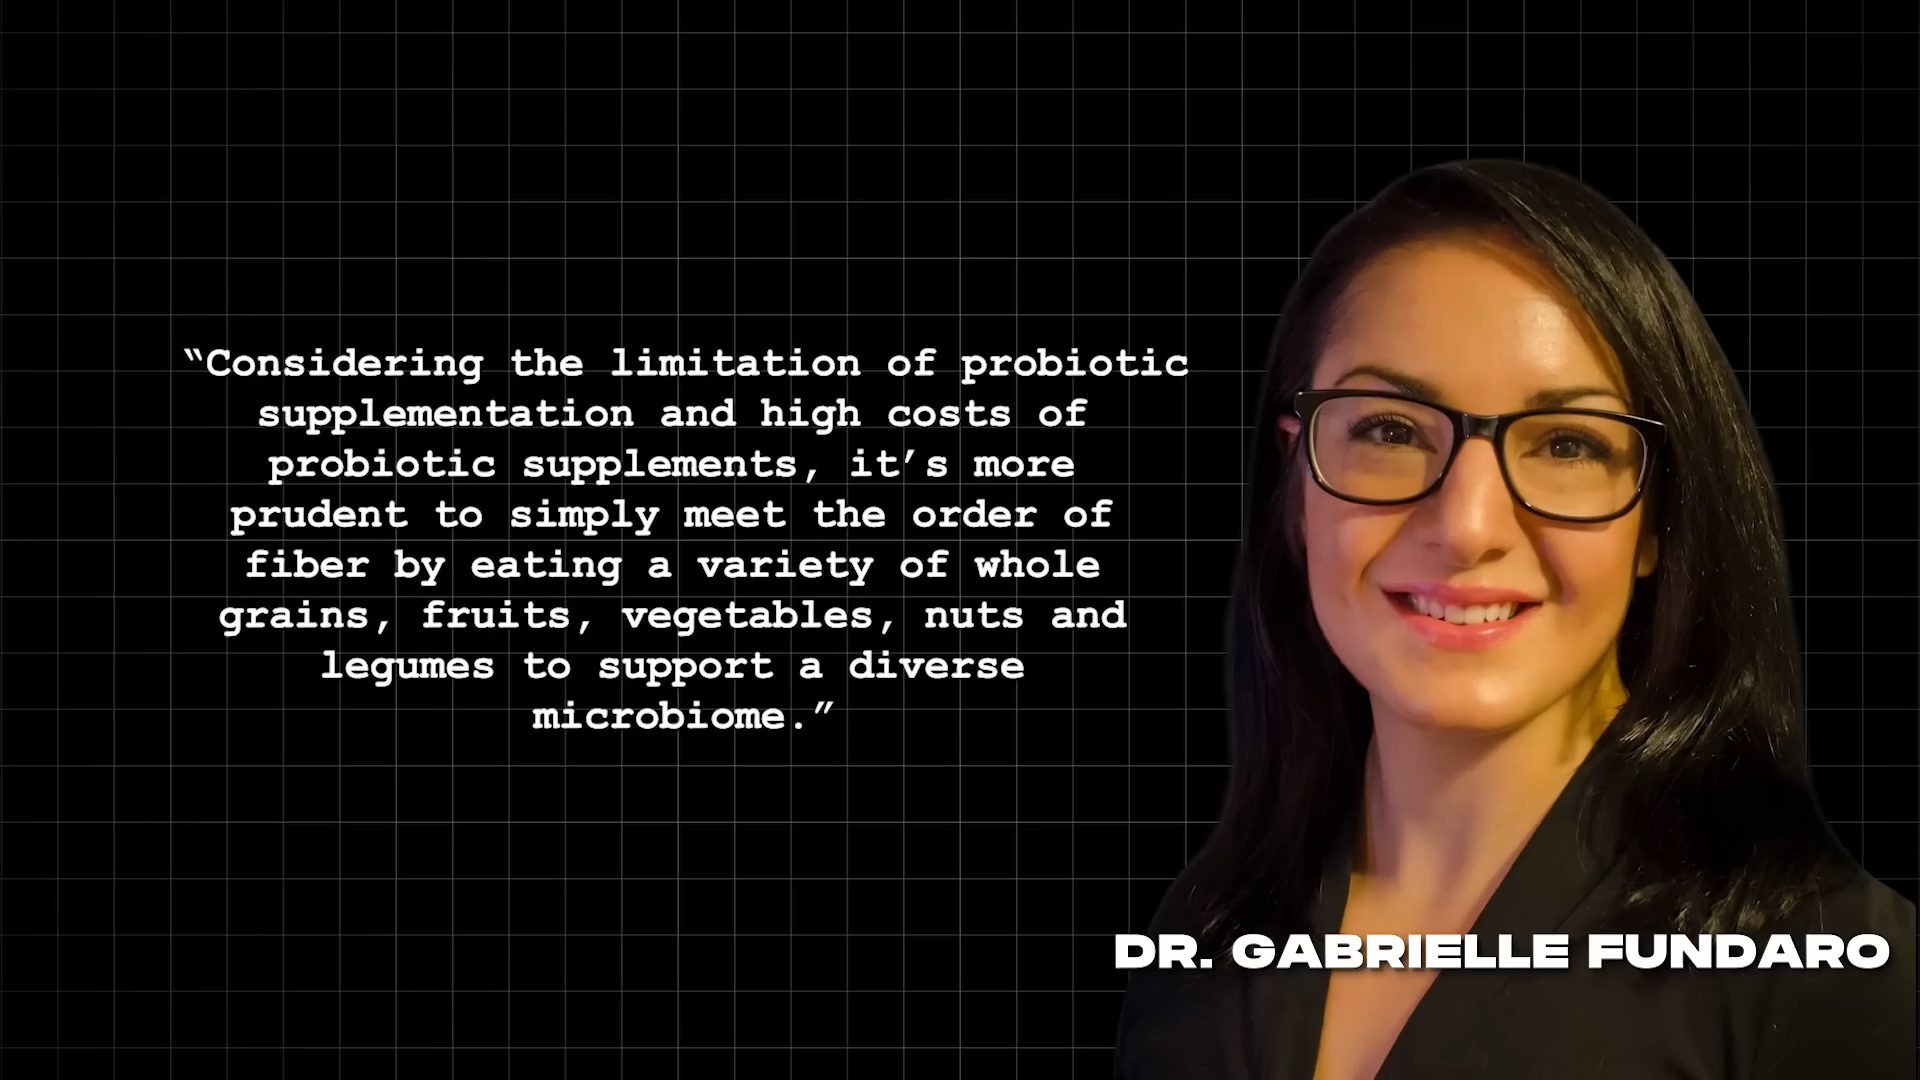 “Considering the limitation of probiotic
supplementation and high costs of
probiotic supplements, it’s more
prudent to simply meet the order of
fiber by eating a variety of whole
grains, fruits, vegetables, nuts and
legumes to support a diverse
microbiome.”
DR. GABRIELLE FUNDARO